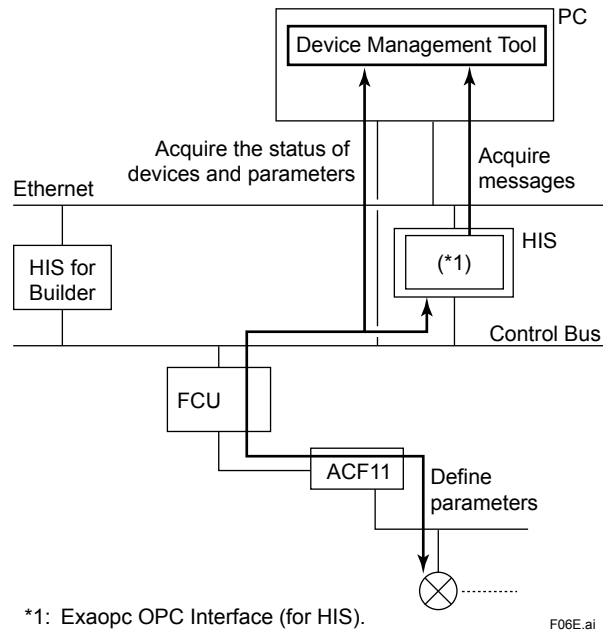 PC
Device Management Tool
Acquire the status of
devices and parameters
Acquire
messages
Ethernet
HIS
HIS for
Builder
(*1)
Control Bus
FCU
ACF11
Define
parameters
*1: Exaopc OPC Interface (for HIS).
F06E.ai